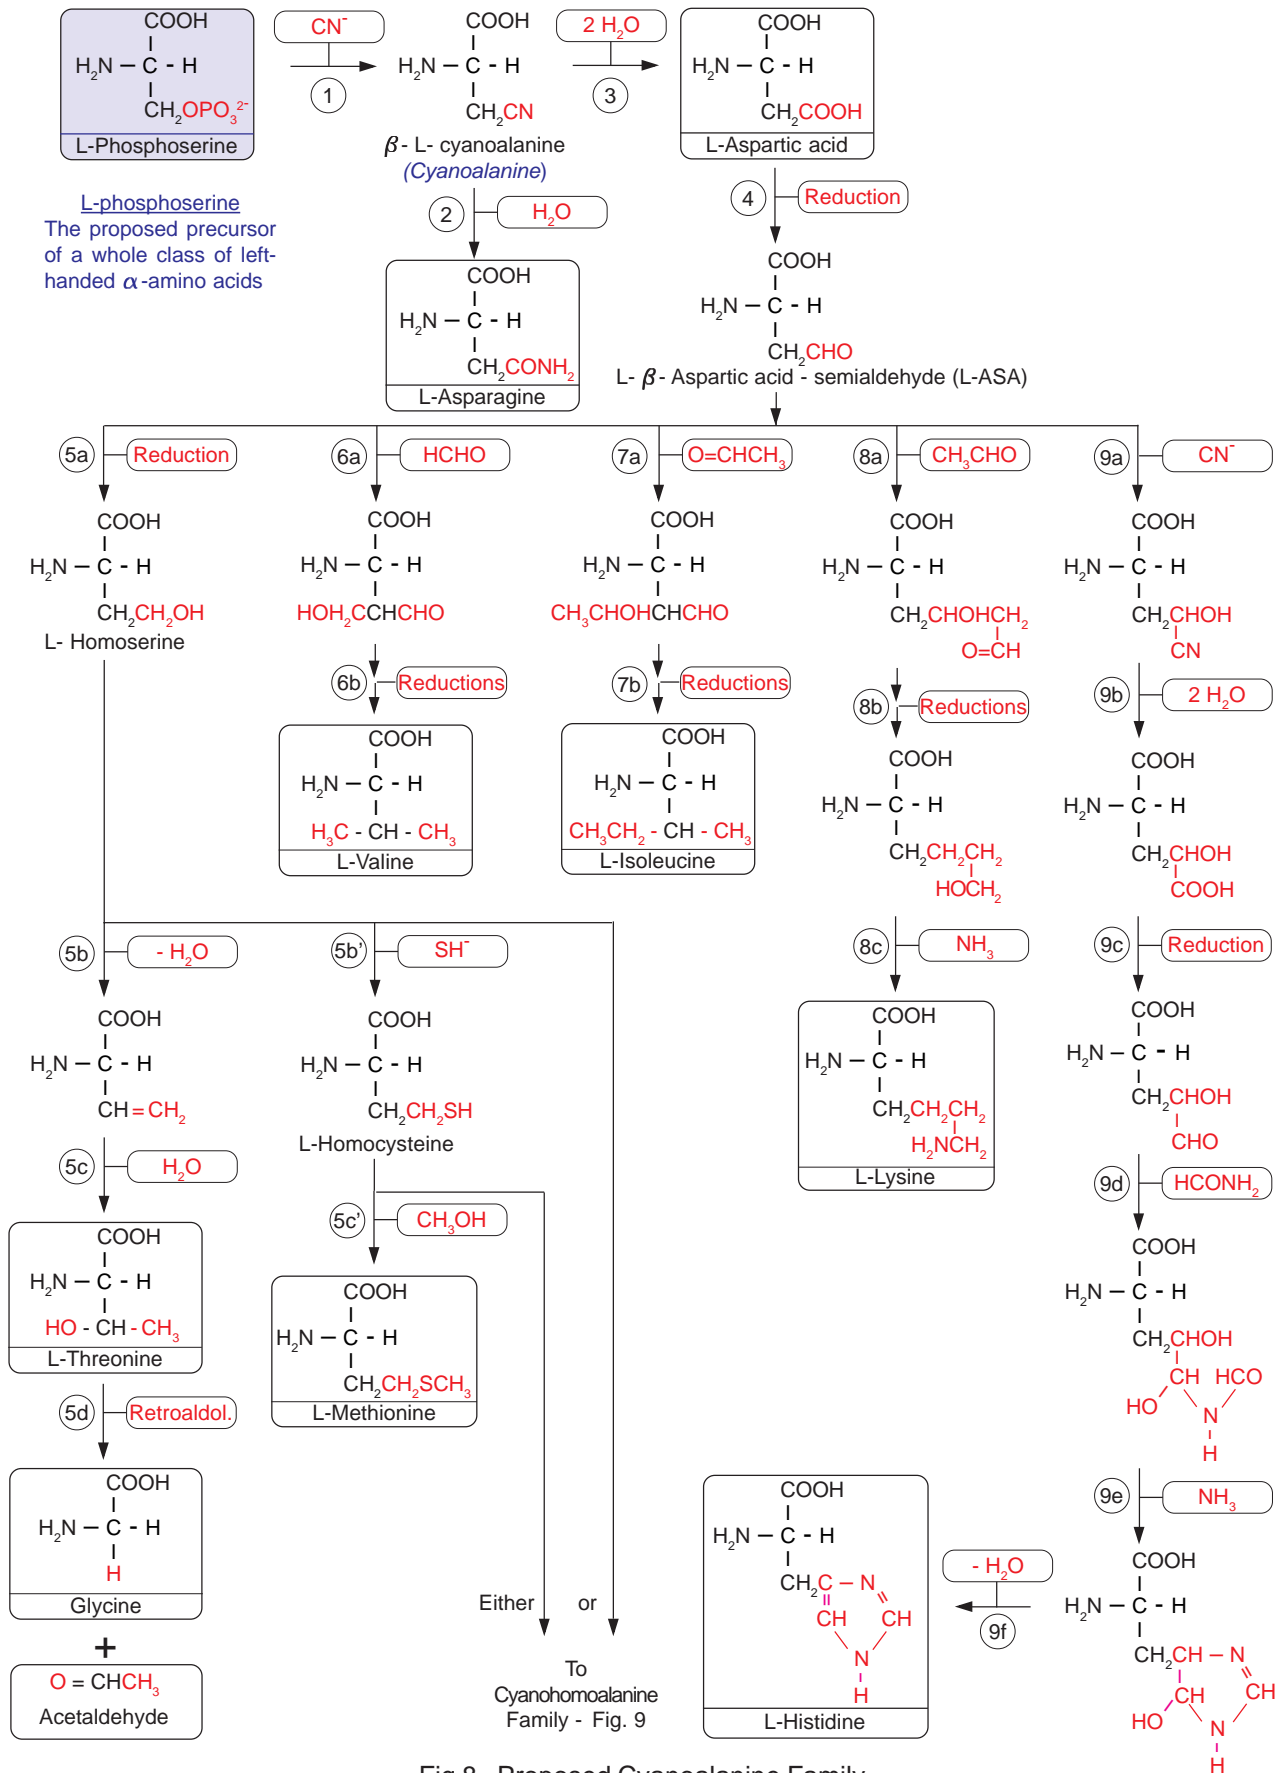 COOH
H2N – C - H
CH2OPO3 2-
L-Phosphoserine
CN-
1
COOH
H2N – C - H
CH2CN
β- L- cyanoalanine
(Cyanoalanine)
2 H2O
3
COOH
H2N – C - H
CH2COOH
L-Aspartic acid
L-phosphoserine
The proposed precursor
of a whole class of left-
handed α-amino acids
2
H2O
COOH
H2N – C - H
CH2CONH2
L-Asparagine
4
Reduction
COOH
H2N – C - H
CH2CHO
L- β- Aspartic acid - semialdehyde (L-ASA)
5a
Reduction
COOH
H2N – C - H
CH2CH2OH
L- Homoserine
6a
HCHO
COOH
H2N – C - H
HOH2CCHCHO
6b
Reductions
COOH
H2N – C - H
H3C - CH - CH3
L-Valine
7a
O=CHCH3
COOH
H2N – C - H
CH3CHOHCHCHO
7b
Reductions
COOH
H2N – C - H
CH3CH2 - CH - CH3
L-Isoleucine
8a
CH3CHO
COOH
H2N – C - H
CH2CHOHCH2
O=CH
8b
Reductions
COOH
H2N – C - H
CH2CH2CH2
HOCH2
8c
NH3
COOH
H2N – C - H
CH2CH2CH2
H2NCH2
L-Lysine
9a
CN-
COOH
H2N – C - H
CH2CHOH
CN
9b
2 H2O
COOH
H2N – C - H
CH2CHOH
COOH
9c
Reduction
COOH
H2N – C - H
CH2CHOH
CHO
9d
HCONH2
COOH
H2N – C - H
CH2CHOH
CH HCO
HO
N
H
9e
NH3
COOH
H2N – C - H
CH2CH – N
CH CH
HO
N
H
- H2O
9f
COOH
H2N – C - H
CH2C – N
CH CH
N
H
L-Histidine
5b
- H2O
COOH
H2N – C - H
CH=CH2
5c
H2O
COOH
H2N – C - H
HO - CH - CH3
L-Threonine
5d
Retroaldol.
COOH
H2N – C - H
H
Glycine
+
O = CHCH3
Acetaldehyde
5b'
SH-
COOH
H2N – C - H
CH2CH2SH
L-Homocysteine
5c'
CH3OH
COOH
H2N – C - H
CH2CH2SCH3
L-Methionine
Either or
To
Cyanohomoalanine
Family - Fig. 9
Fig.8 Proposed Cyanoalanine Family